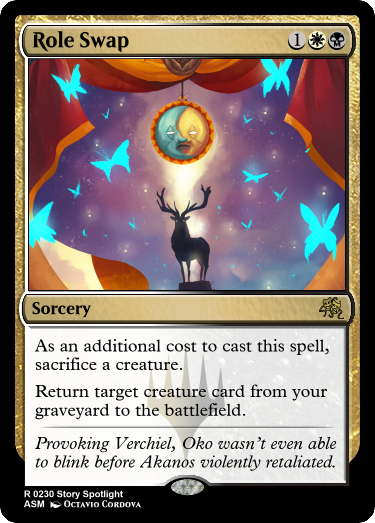 Role Swap 1
Sorcery
As an additional cost to cast this spell,
sacrifice a creature.
Return target creature card from your
graveyard to the battlefield.
Provoking Verchiel, Oko wasn't even able
to blink before Akanos violently retaliated.
R 0230 Story Spotlight
ASM Octavio Cordova